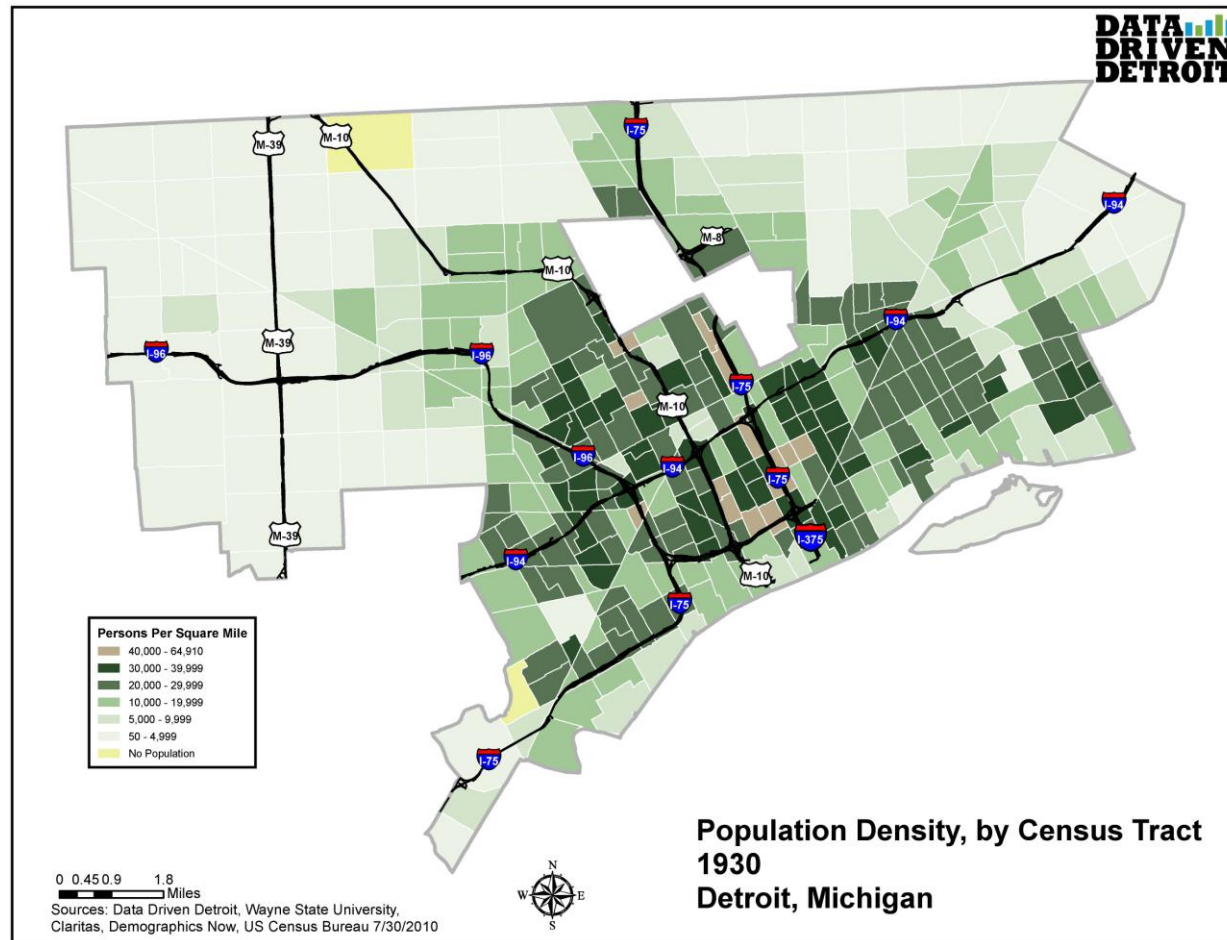 DATA
DRIVEN
DETROIT
M-39
M-10
I-75
I-94
M-8
M-10
I-94
I-96
M-39
I-96
I-75
M-10
I-96
I-94
I-75
M-39
I-94
I-375
M-10
I-75
I-75
Persons Per Square Mile
40,000 - 64,910
30,000 - 39,999
20,000 - 29,999
10,000 - 19,999
5,000 - 9,999
50 - 4,999
No Population
Population Density, by Census Tract
1930
Detroit, Michigan
0 0.45 0.9 1.8
Miles
N
W E
S
Sources: Data Driven Detroit, Wayne State University,
Claritas, Demographics Now, US Census Bureau 7/30/2010